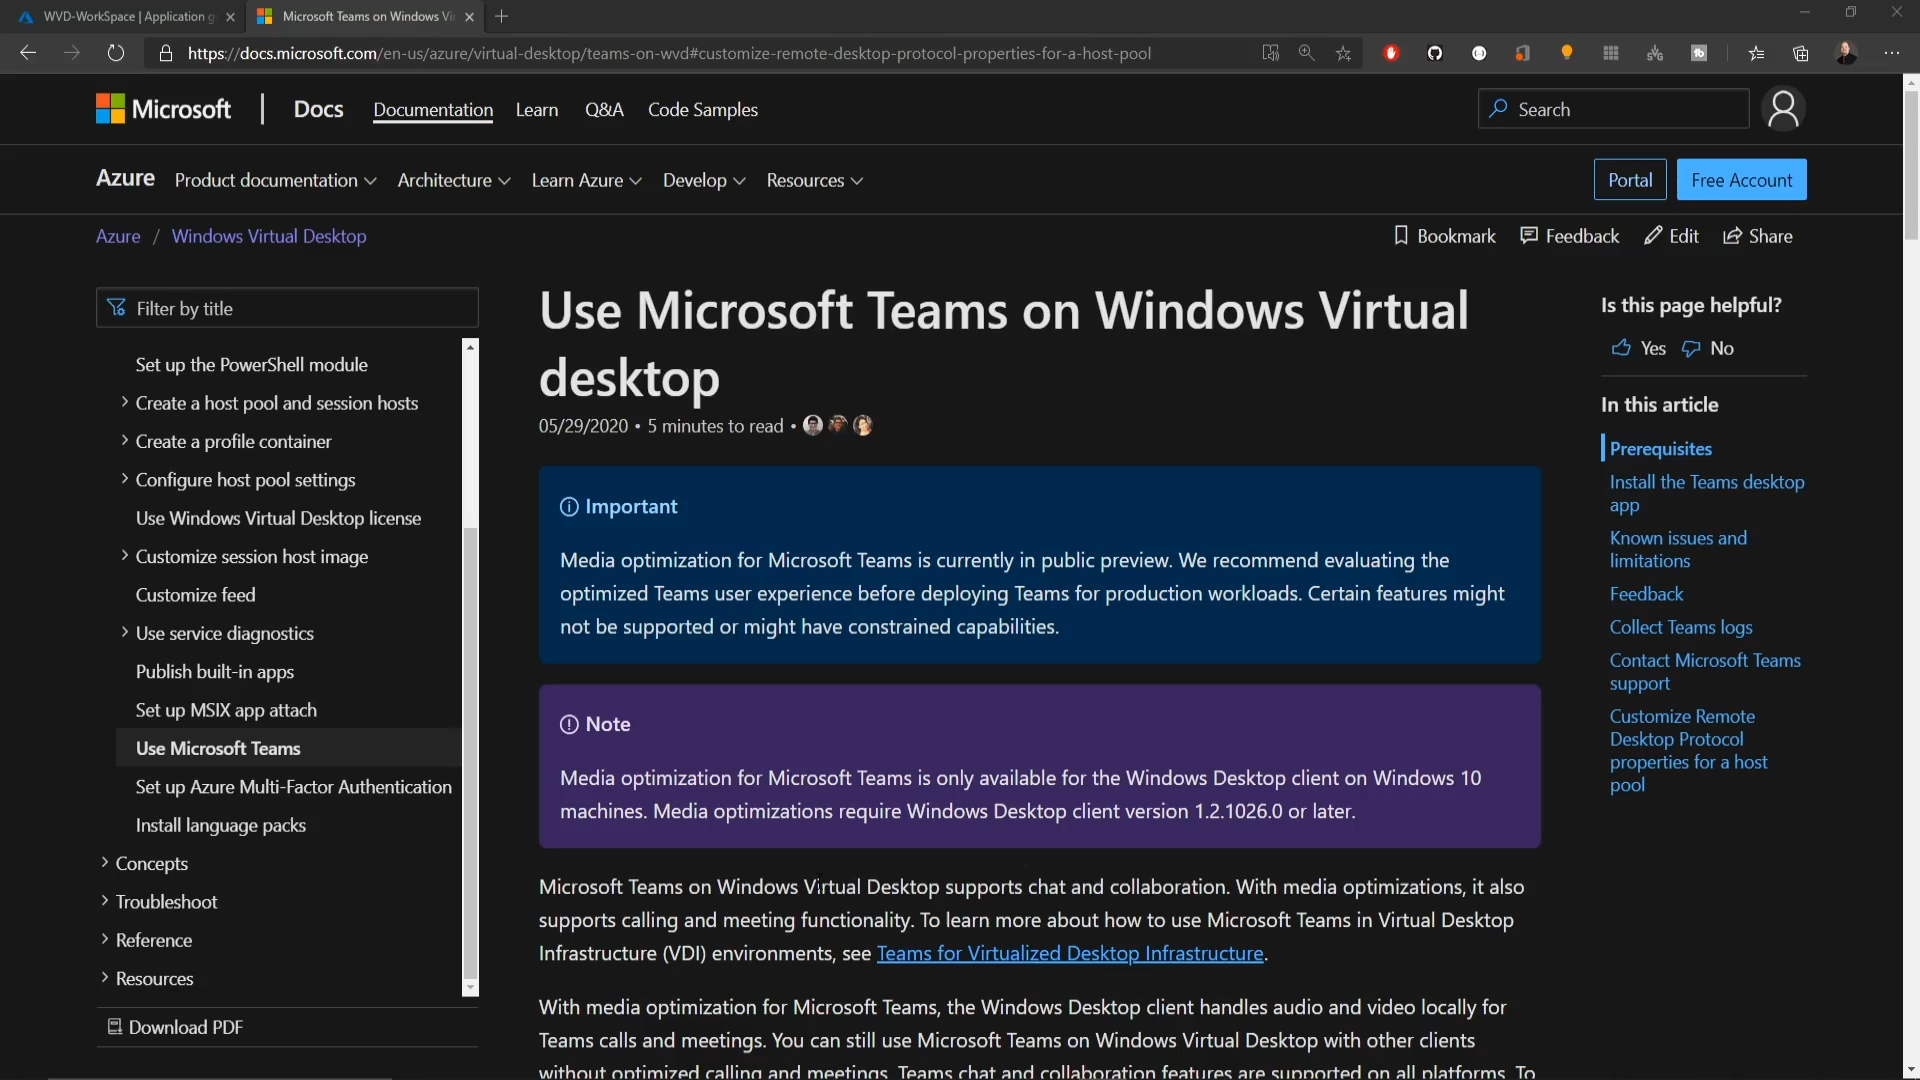 WVD-WorkSpace | Application g
Microsoft Teams on Windows Vi
https://docs.microsoft.com/en-us/azure/virtual-desktop/teams-on-wvd#customize-remote-desktop-protocol-properties-for-a-host-pool
Microsoft
Docs
Documentation
Learn
Q&A
Code Samples
Search
Azure
Product documentation
Architecture
Learn Azure
Develop
Resources
Portal
Free Account
Azure / Windows Virtual Desktop
Bookmark
Feedback
Edit
Share
Filter by title
Set up the PowerShell module
Create a host pool and session hosts
Create a profile container
Configure host pool settings
Use Windows Virtual Desktop license
Customize session host image
Customize feed
Use service diagnostics
Publish built-in apps
Set up MSIX app attach
Use Microsoft Teams
Set up Azure Multi-Factor Authentication
Install language packs
Concepts
Troubleshoot
Reference
Resources
Download PDF
Use Microsoft Teams on Windows Virtual
desktop
05/29/2020 • 5 minutes to read •
Important
Media optimization for Microsoft Teams is currently in public preview. We recommend evaluating the
optimized Teams user experience before deploying Teams for production workloads. Certain features might
not be supported or might have constrained capabilities.
Note
Media optimization for Microsoft Teams is only available for the Windows Desktop client on Windows 10
machines. Media optimizations require Windows Desktop client version 1.2.1026.0 or later.
Microsoft Teams on Windows Virtual Desktop supports chat and collaboration. With media optimizations, it also
supports calling and meeting functionality. To learn more about how to use Microsoft Teams in Virtual Desktop
Infrastructure (VDI) environments, see Teams for Virtualized Desktop Infrastructure.
With media optimization for Microsoft Teams, the Windows Desktop client handles audio and video locally for
Teams calls and meetings. You can still use Microsoft Teams on Windows Virtual Desktop with other clients
without optimized calling and meetings. Teams chat and collaboration features are supported on all platforms. To
Is this page helpful?
Yes
No
In this article
Prerequisites
Install the Teams desktop
app
Known issues and
limitations
Feedback
Collect Teams logs
Contact Microsoft Teams
support
Customize Remote
Desktop Protocol
properties for a host
pool